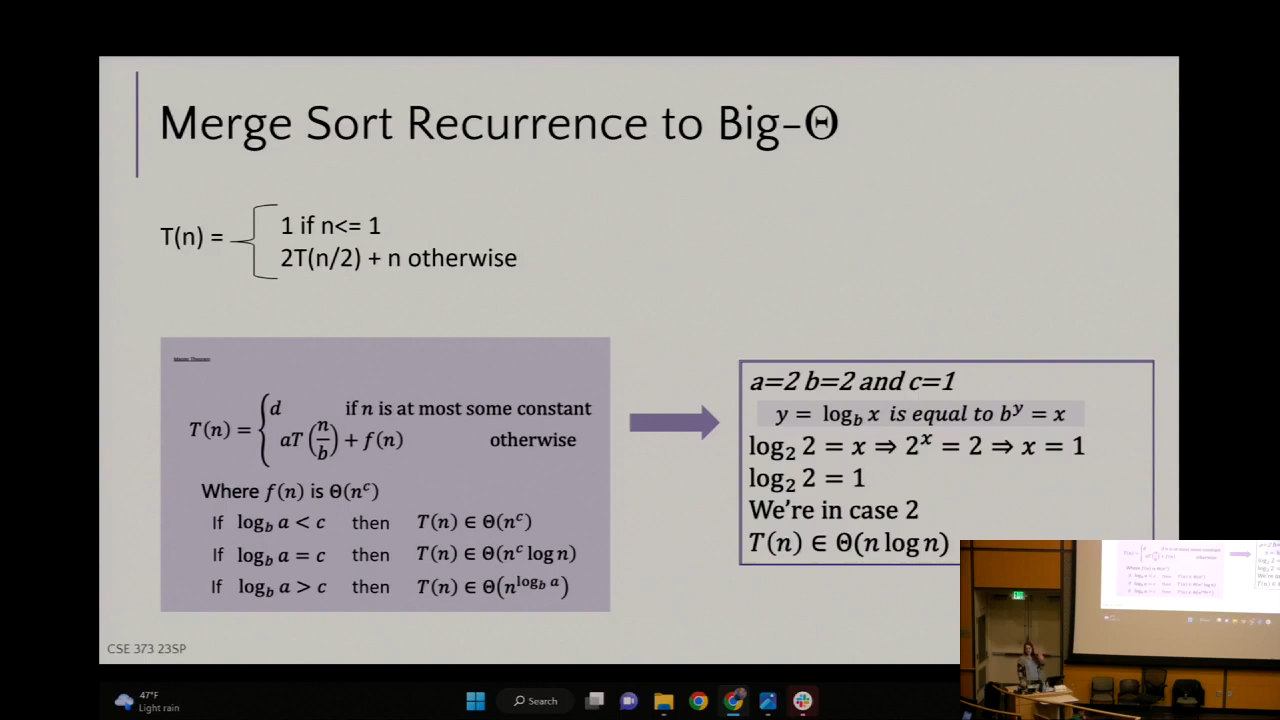 Merge Sort Recurrence to Big-Θ
T(n) = { 1 if n<= 1
2T(n/2) + n otherwise
Master Theorem
T(n) = { d if n is at most some constant
aT(n/b) + f(n) otherwise
Where f(n) is Θ(n^c)
If log_b a < c then T(n) ∈ Θ(n^c)
If log_b a = c then T(n) ∈ Θ(n^c log n)
If log_b a > c then T(n) ∈ Θ(n^(log_b a))
a=2 b=2 and c=1
y = log_b x is equal to b^y = x
log_2 2 = x ⇒ 2^x = 2 ⇒ x = 1
log_2 2 = 1
We're in case 2
T(n) ∈ Θ(n log n)
CSE 373 23SP
47°F
Light rain
Search